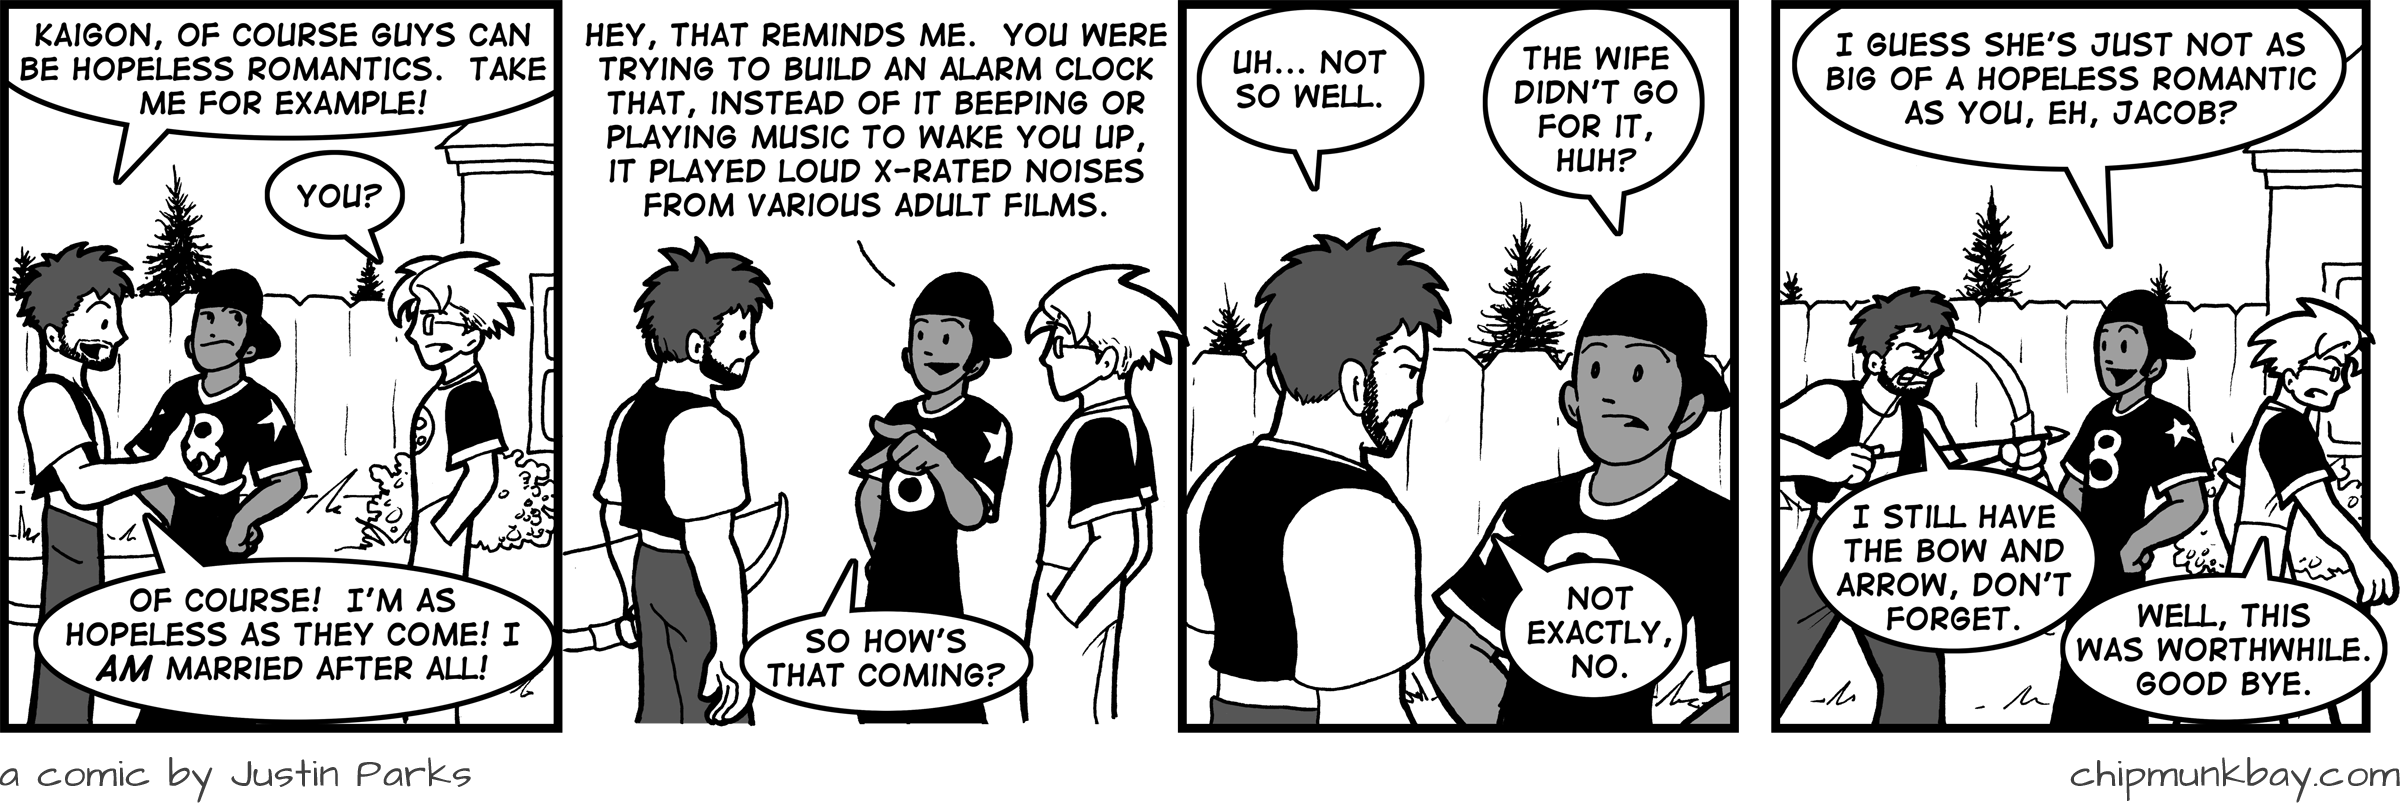 KAIGON, OF COURSE GUYS CAN
BE HOPELESS ROMANTICS. TAKE
ME FOR EXAMPLE!
YOU?
OF COURSE! I'M AS
HOPELESS AS THEY COME! I
AM MARRIED AFTER ALL!
HEY, THAT REMINDS ME. YOU WERE
TRYING TO BUILD AN ALARM CLOCK
THAT, INSTEAD OF IT BEEPING OR
PLAYING MUSIC TO WAKE YOU UP,
IT PLAYED LOUD X-RATED NOISES
FROM VARIOUS ADULT FILMS.
SO HOW'S
THAT COMING?
UH... NOT
SO WELL.
THE WIFE
DIDN'T GO
FOR IT,
HUH?
NOT
EXACTLY,
NO.
I GUESS SHE'S JUST NOT AS
BIG OF A HOPELESS ROMANTIC
AS YOU, EH, JACOB?
8
I STILL HAVE
THE BOW AND
ARROW, DON'T
FORGET.
WELL, THIS
WAS WORTHWHILE.
GOOD BYE.
a comic by Justin Parks
chipmunkbay.com